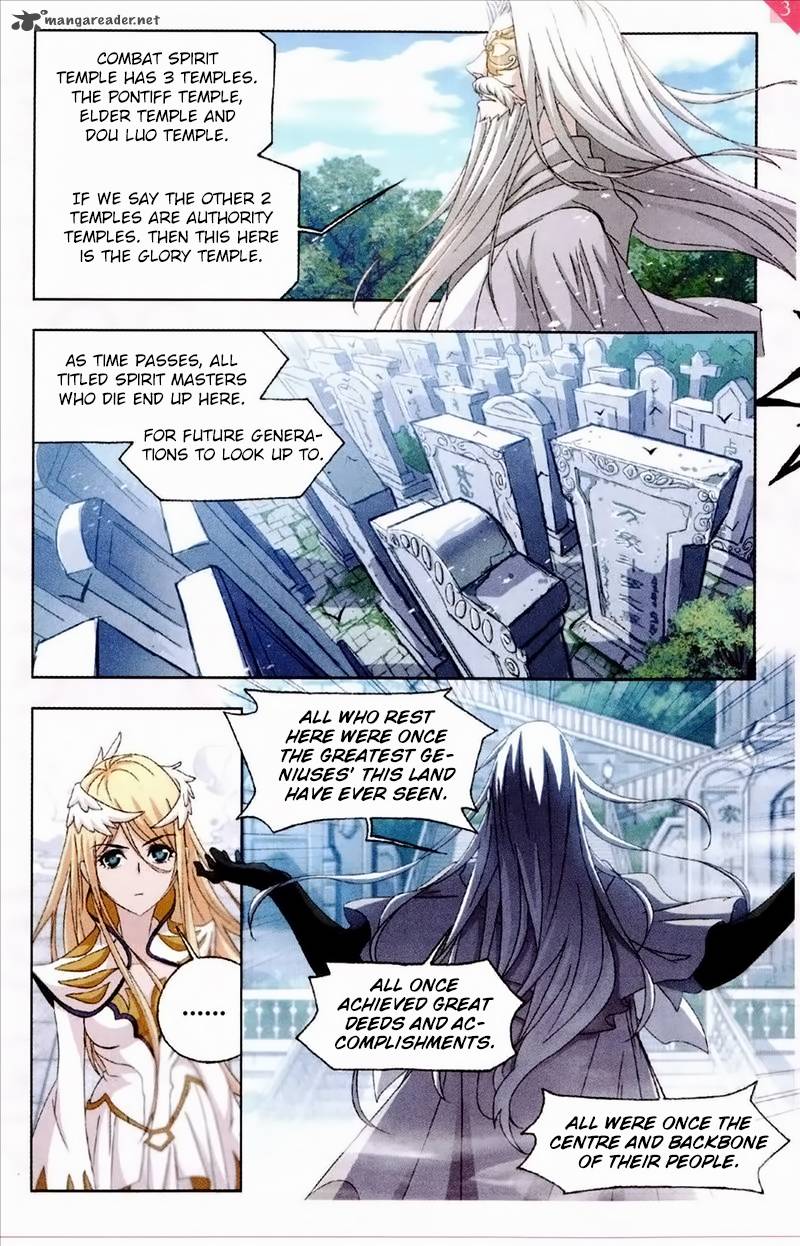 mangareader.net
3
COMBAT SPIRIT
TEMPLE HAS 3 TEMPLES.
THE PONTIFF TEMPLE,
ELDER TEMPLE AND
DOU LUO TEMPLE.
IF WE SAY THE OTHER 2
TEMPLES ARE AUTHORITY
TEMPLES. THEN THIS HERE
IS THE GLORY TEMPLE.
AS TIME PASSES, ALL
TITLED SPIRIT MASTERS
WHO DIE END UP HERE.
FOR FUTURE GENERA-
TIONS TO LOOK UP TO.
ALL WHO REST
HERE WERE ONCE
THE GREATEST GE-
NIUSES' THIS LAND
HAVE EVER SEEN.
......
ALL ONCE
ACHIEVED GREAT
DEEDS AND AC-
COMPLISHMENTS.
ALL WERE ONCE THE
CENTRE AND BACKBONE
OF THEIR PEOPLE.